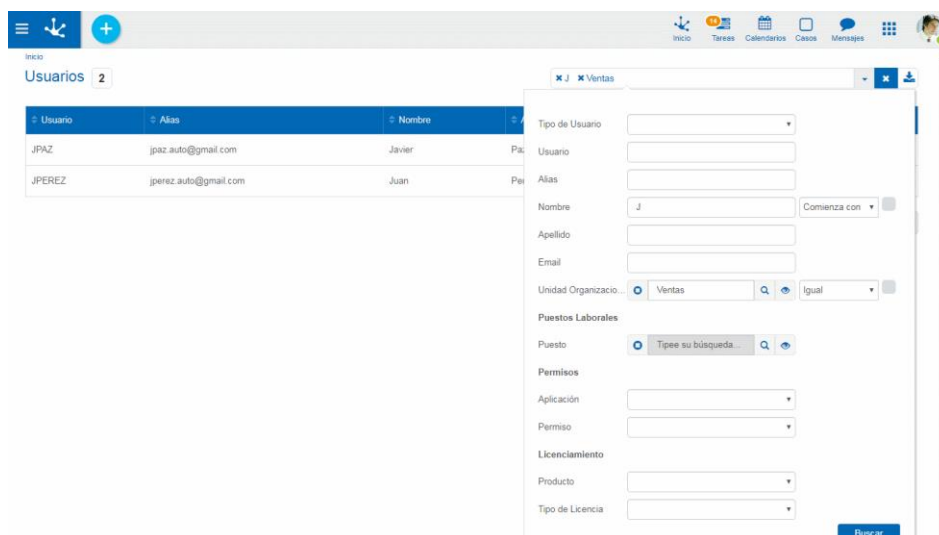 14
Inicio Tareas Calendarios Casos Mensajes
Inicio
Usuarios 2
J Ventas
Usuario Alias Nombre
JPAZ jpaz.auto@gmail.com Javier
JPEREZ jperez.auto@gmail.com Juan
Tipo de Usuario
Usuario
Alias
Nombre J Comienza con
Apellido
Email
Unidad Organizacio... Ventas Igual
Puestos Laborales
Puesto Tipee su búsqueda...
Permisos
Aplicación
Permiso
Licenciamiento
Producto
Tipo de Licencia
Buscar